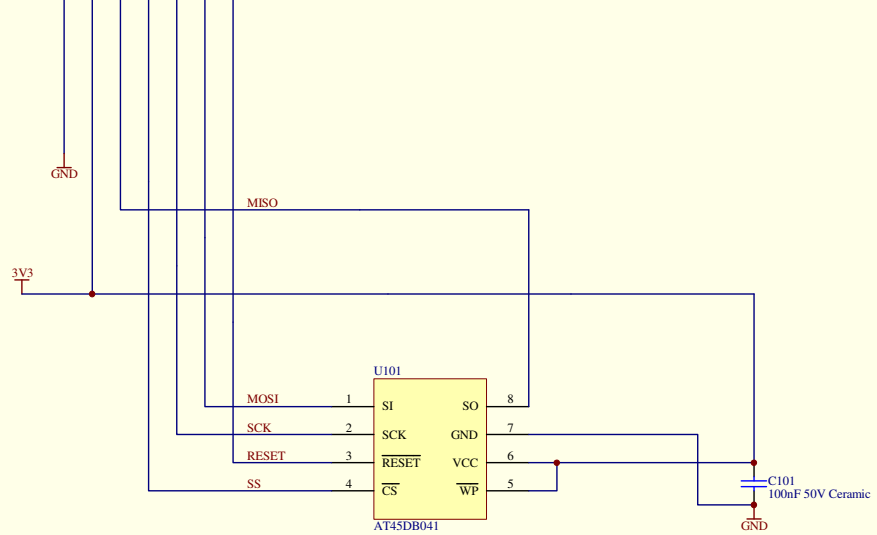 GND
MISO
3V3
U101
MOSI 1 SI SO 8
SCK 2 SCK GND 7
RESET 3 RESET VCC 6
SS 4 CS WP 5
C101
100nF 50V Ceramic
AT45DB041
GND